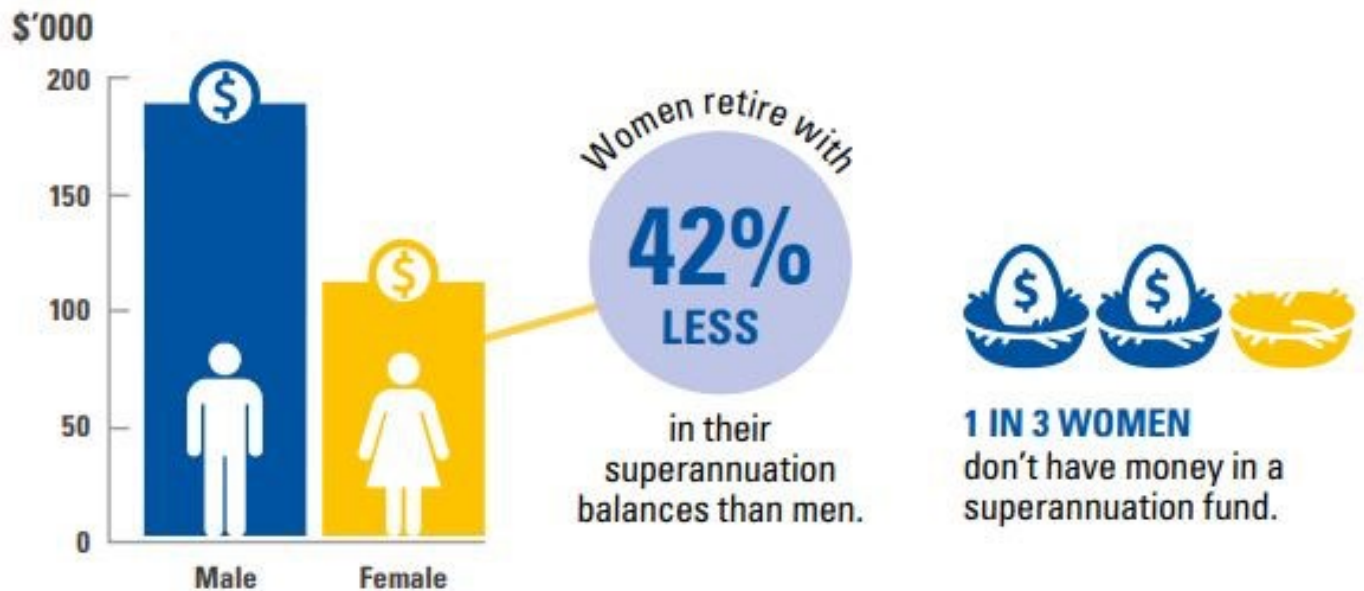 $'000
200
150
100
50
0
$
$
Male
Female
Women retire with
42%
LESS
in their
superannuation
balances than men.
$
$
1 IN 3 WOMEN
don't have money in a
superannuation fund.